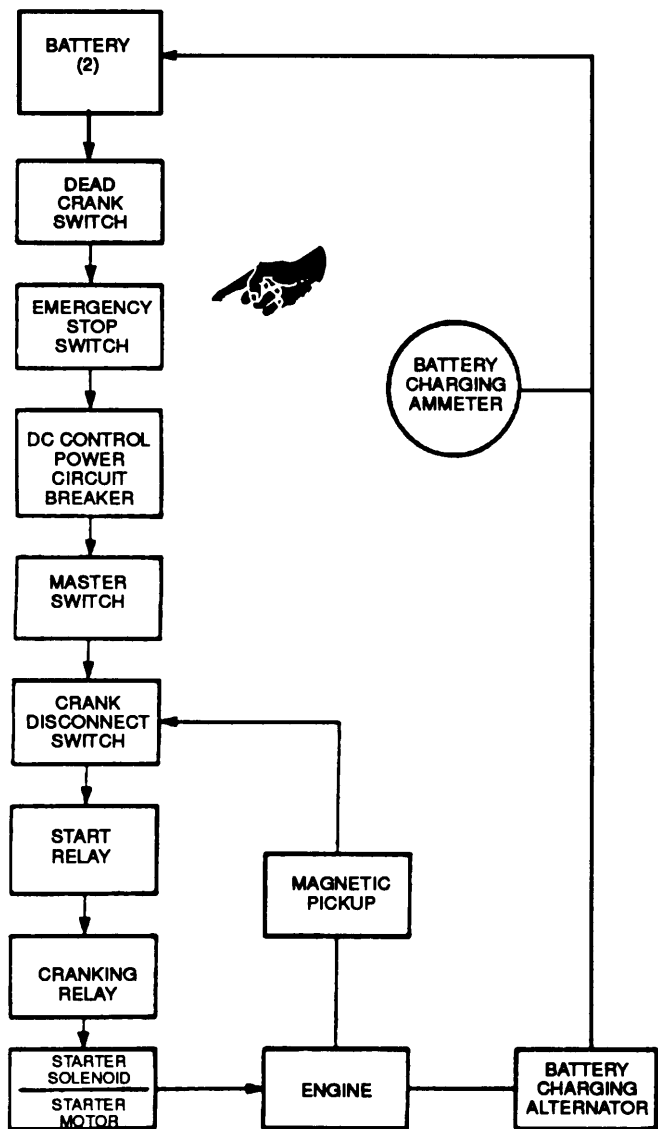 BATTERY
(2)
DEAD
CRANK
SWITCH
EMERGENCY
STOP
SWITCH
BATTERY
CHARGING
AMMETER
DC CONTROL
POWER
CIRCUIT
BREAKER
MASTER
SWITCH
CRANK
DISCONNECT
SWITCH
START
RELAY
MAGNETIC
PICKUP
CRANKING
RELAY
STARTER
SOLENOID
STARTER
MOTOR
ENGINE
BATTERY
CHARGING
ALTERNATOR